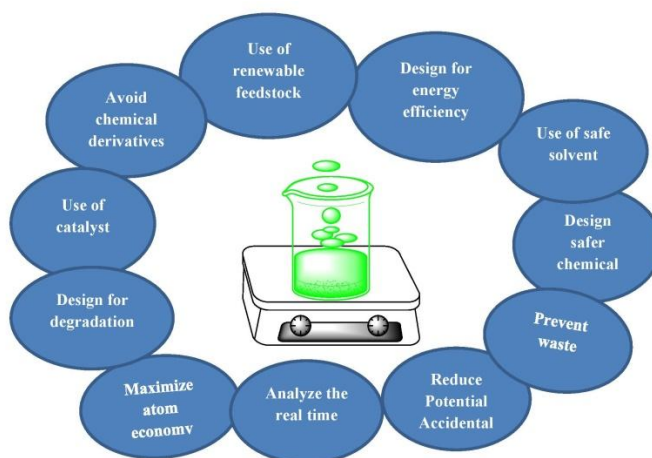 Use of
renewable
feedstock
Design for
energy
efficiency
Use of safe
solvent
Design
safer
chemical
Prevent
waste
Reduce
Potential
Accidental
Analyze the
real time
Maximize
atom
economy
Design for
degradation
Use of
catalyst
Avoid
chemical
derivatives